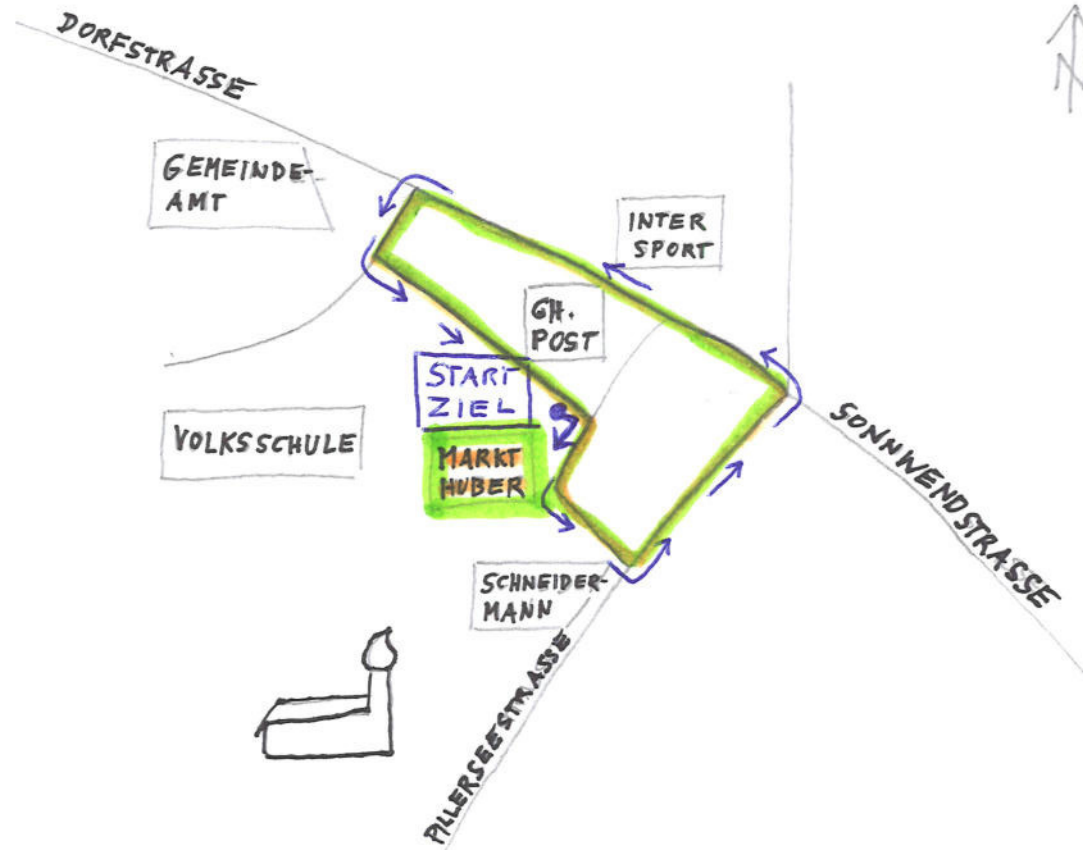 DORFSTRASSE
N
GEMEINDE-
AMT
INTER
SPORT
GH.
POST
START
ZIEL
VOLKSSCHULE
MARKT
HUBER
SONNWENDSTRASSE
SCHNEIDER-
MANN
PILLERSEESTRASSE